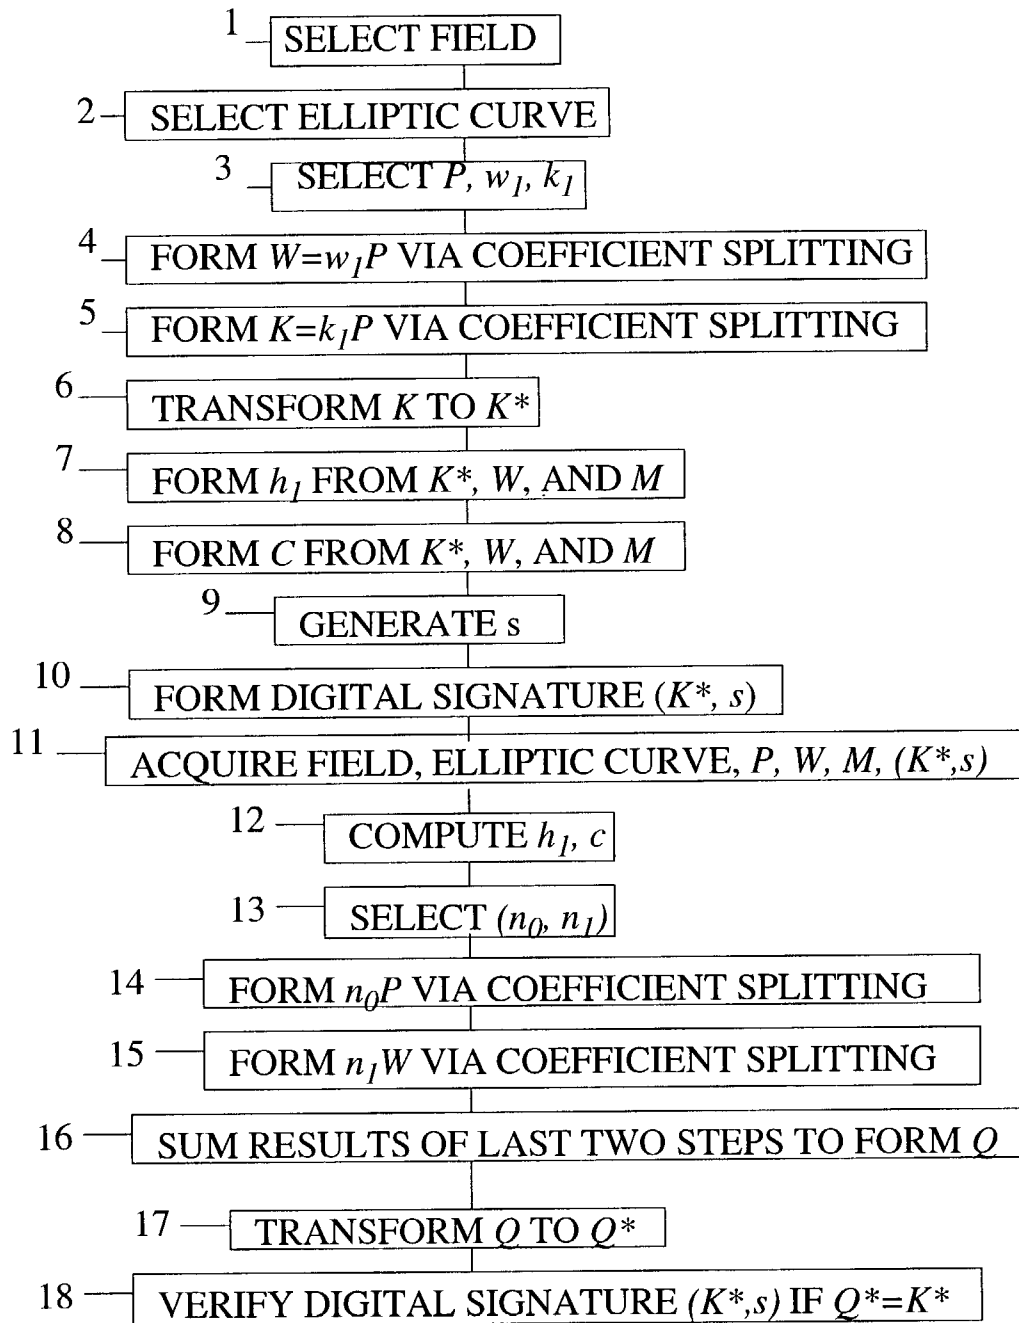 1 SELECT FIELD
2 SELECT ELLIPTIC CURVE
3 SELECT P, w₁, k₁
4 FORM W=w₁P VIA COEFFICIENT SPLITTING
5 FORM K=k₁P VIA COEFFICIENT SPLITTING
6 TRANSFORM K TO K*
7 FORM h₁ FROM K*, W, AND M
8 FORM C FROM K*, W, AND M
9 GENERATE s
10 FORM DIGITAL SIGNATURE (K*, s)
11 ACQUIRE FIELD, ELLIPTIC CURVE, P, W, M, (K*,s)
12 COMPUTE h₁, c
13 SELECT (n₀, n₁)
14 FORM n₀P VIA COEFFICIENT SPLITTING
15 FORM n₁W VIA COEFFICIENT SPLITTING
16 SUM RESULTS OF LAST TWO STEPS TO FORM Q
17 TRANSFORM Q TO Q*
18 VERIFY DIGITAL SIGNATURE (K*,s) IF Q*=K*